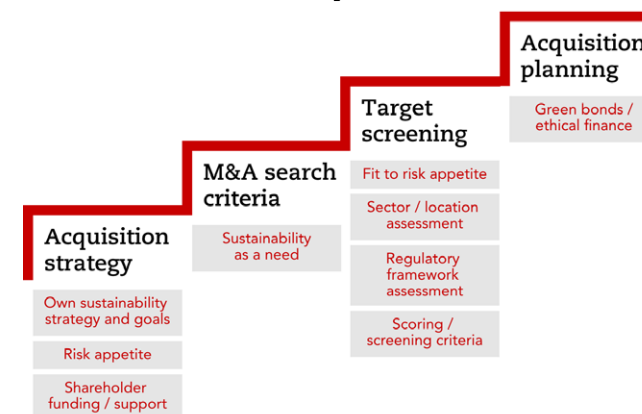 Acquisition
strategy
Own sustainability
strategy and goals
Risk appetite
Shareholder
funding / support
M&A search
criteria
Sustainability
as a need
Target
screening
Fit to risk appetite
Sector / location
assessment
Regulatory
framework
assessment
Scoring /
screening criteria
Acquisition
planning
Green bonds /
ethical finance